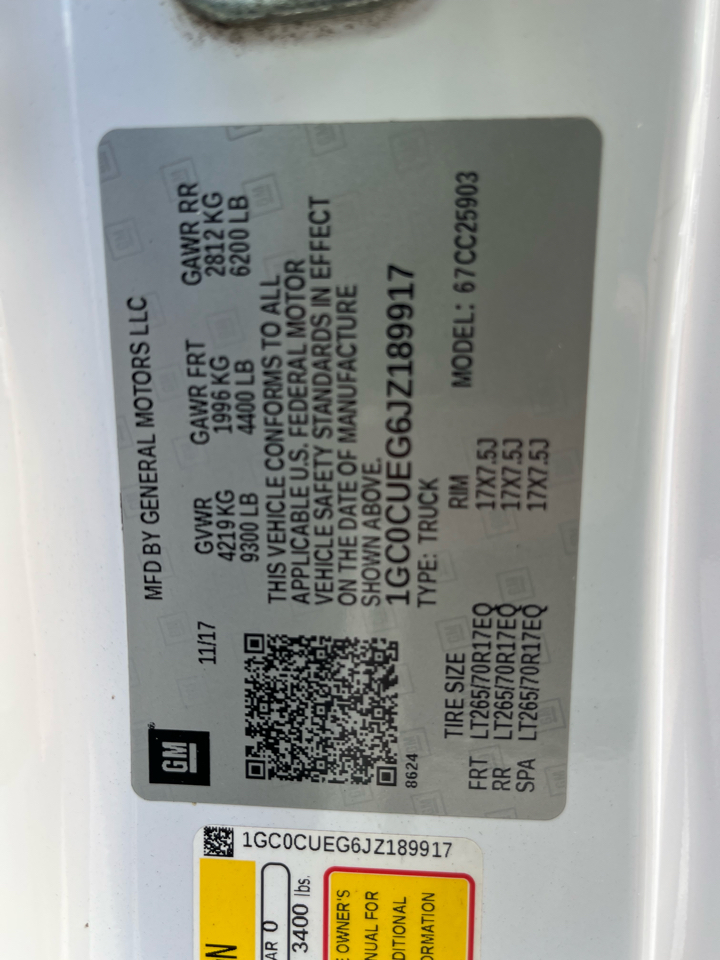 MFD BY GENERAL MOTORS LLC
GM
11/17
GVWR GAWR FRT GAWR RR
4219 KG 1996 KG 2812 KG
9300 LB 4400 LB 6200 LB
THIS VEHICLE CONFORMS TO ALL
APPLICABLE U.S. FEDERAL MOTOR
VEHICLE SAFETY STANDARDS IN EFFECT
ON THE DATE OF MANUFACTURE
SHOWN ABOVE.
1GC0CUEG6JZ189917
8624
TYPE: TRUCK
MODEL: 67CC25903
TIRE SIZE RIM
FRT LT265/70R17EQ 17X7.5J
RR LT265/70R17EQ 17X7.5J
SPA LT265/70R17EQ 17X7.5J
1GC0CUEG6JZ189917
AR 0
3400 lbs.
OWNER'S
FOR